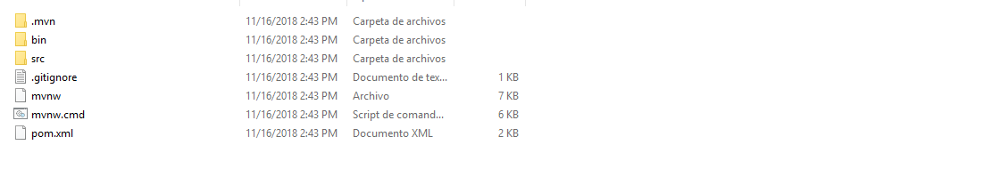 .mvn 11/16/2018 2:43 PM Carpeta de archivos
bin 11/16/2018 2:43 PM Carpeta de archivos
src 11/16/2018 2:43 PM Carpeta de archivos
.gitignore 11/16/2018 2:43 PM Documento de tex... 1 KB
mvnw 11/16/2018 2:43 PM Archivo 7 KB
mvnw.cmd 11/16/2018 2:43 PM Script de comand... 6 KB
pom.xml 11/16/2018 2:43 PM Documento XML 2 KB